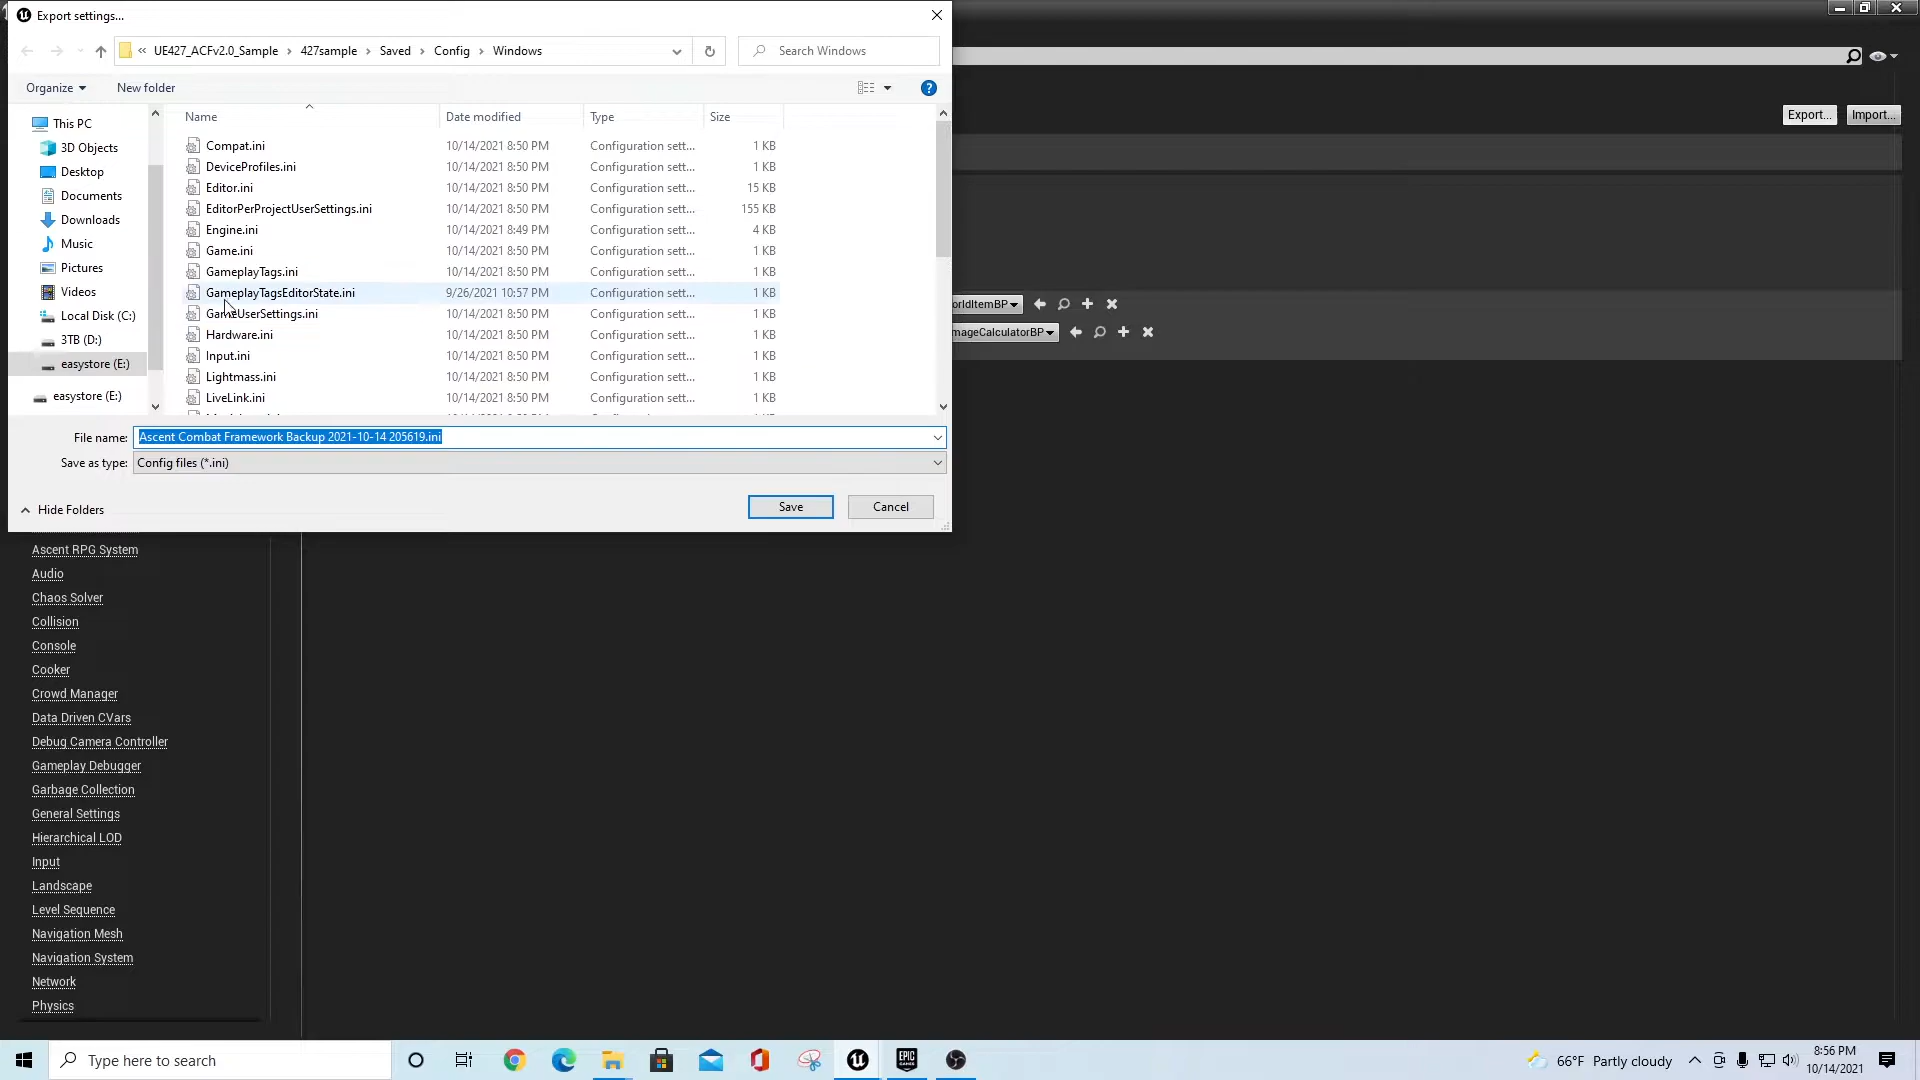 Export settings...
« UE427_ACFv2.0_Sample › 427sample › Saved › Config › Windows
Search Windows
Organize
New folder
Name Date modified Type Size
This PC
3D Objects
Desktop
Documents
Downloads
Music
Pictures
Videos
Local Disk (C:)
3TB (D:)
easystore (E:)
easystore (E:)
Compat.ini 10/14/2021 8:50 PM Configuration sett... 1 KB
DeviceProfiles.ini 10/14/2021 8:50 PM Configuration sett... 1 KB
Editor.ini 10/14/2021 8:50 PM Configuration sett... 15 KB
EditorPerProjectUserSettings.ini 10/14/2021 8:50 PM Configuration sett... 155 KB
Engine.ini 10/14/2021 8:49 PM Configuration sett... 4 KB
Game.ini 10/14/2021 8:50 PM Configuration sett... 1 KB
GameplayTags.ini 10/14/2021 8:50 PM Configuration sett... 1 KB
GameplayTagsEditorState.ini 9/26/2021 10:57 PM Configuration sett... 1 KB
GameUserSettings.ini 10/14/2021 8:50 PM Configuration sett... 1 KB
Hardware.ini 10/14/2021 8:50 PM Configuration sett... 1 KB
Input.ini 10/14/2021 8:50 PM Configuration sett... 1 KB
Lightmass.ini 10/14/2021 8:50 PM Configuration sett... 1 KB
LiveLink.ini 10/14/2021 8:50 PM Configuration sett... 1 KB
File name: Ascent Combat Framework Backup 2021-10-14 205619.ini
Save as type: Config files (*.ini)
Hide Folders
Save Cancel
Export... Import...
orldItemBP
mageCalculatorBP
Ascent RPG System
Audio
Chaos Solver
Collision
Console
Cooker
Crowd Manager
Data Driven CVars
Debug Camera Controller
Gameplay Debugger
Garbage Collection
General Settings
Hierarchical LOD
Input
Landscape
Level Sequence
Navigation Mesh
Navigation System
Network
Physics
Type here to search
EPIC GAMES
66°F Partly cloudy
8:56 PM
10/14/2021